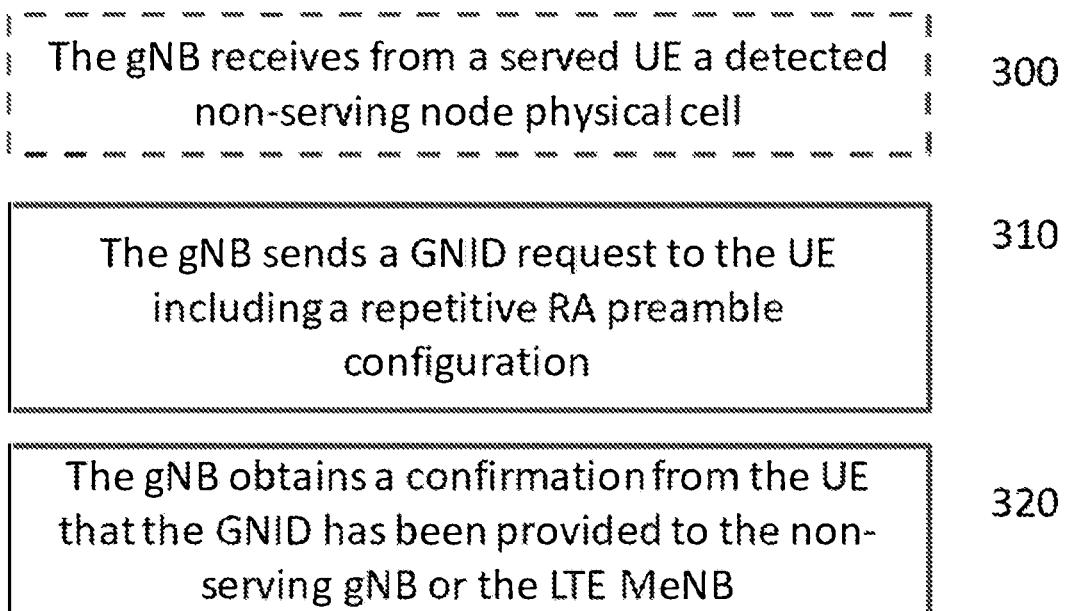 The gNB receives from a served UE a detected
non-serving node physical cell
300
The gNB sends a GNID request to the UE
including a repetitive RA preamble
configuration
310
The gNB obtains a confirmation from the UE
that the GNID has been provided to the non-
serving gNB or the LTE MeNB
320